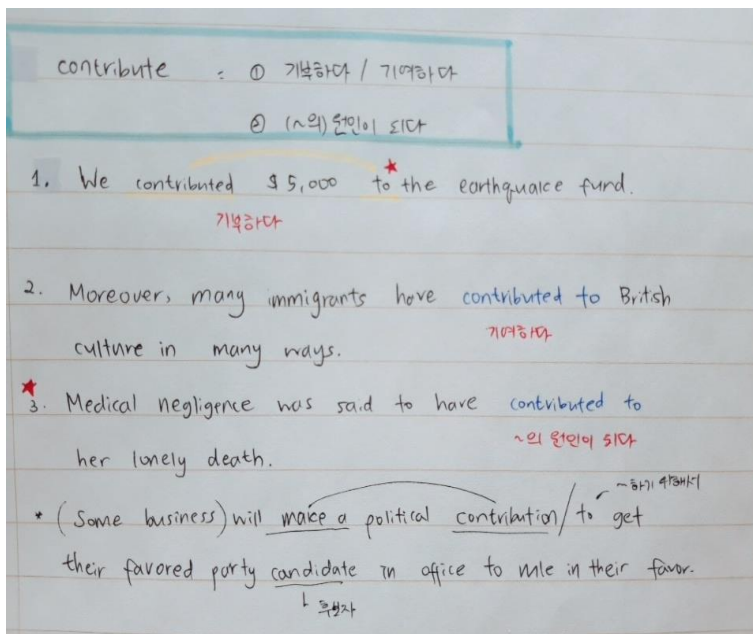 contribute : ① 기부하다 / 기여하다
② (~의) 원인이 되다
1. We contributed $5,000 to the earthquake fund.
기부하다
2. Moreover, many immigrants have contributed to British
기여하다
culture in many ways.
3. Medical negligence was said to have contributed to
~의 원인이 되다
her lonely death.
~하기 위해서
* (Some business) will make a political contribution / to get
their favored party candidate in office to rule in their favor.
후보자